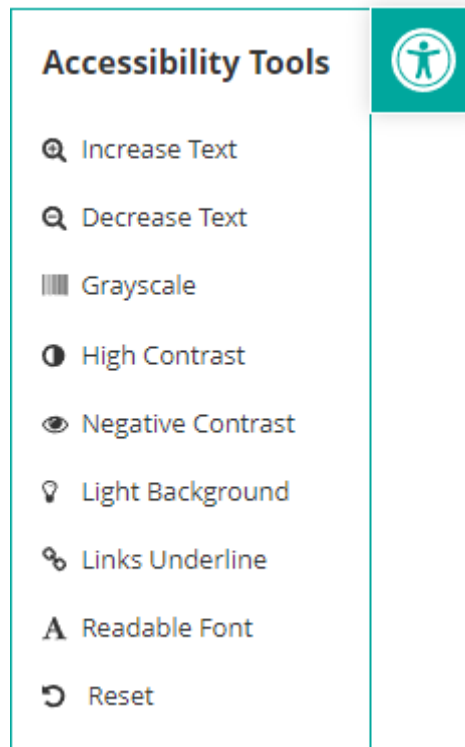 Accessibility Tools
Increase Text
Decrease Text
Grayscale
High Contrast
Negative Contrast
Light Background
Links Underline
Readable Font
Reset